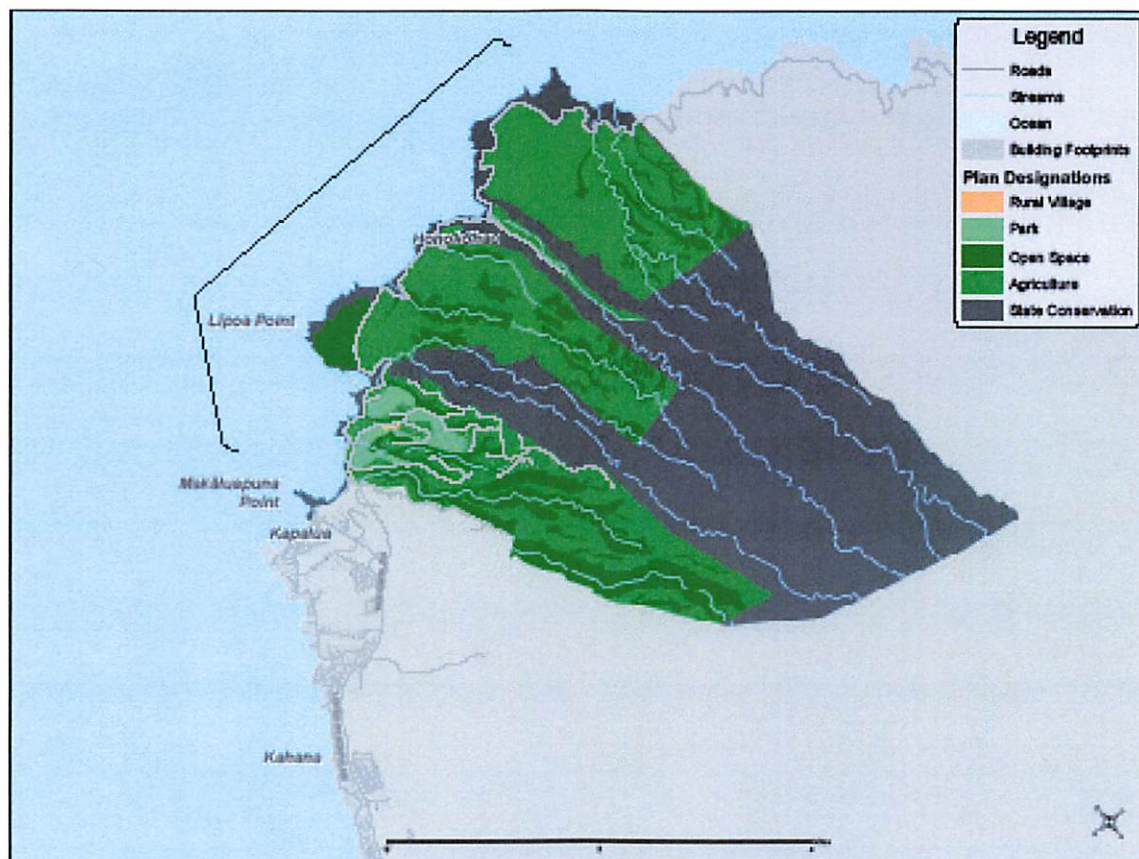 Legend
Roads
Streams
Ocean
Building Footprints
Plan Designations
Rural Village
Park
Open Space
Agriculture
State Conservation
Honokōhau
Lipoa Point
Makāluapuna
Point
Kapalua
Kahana